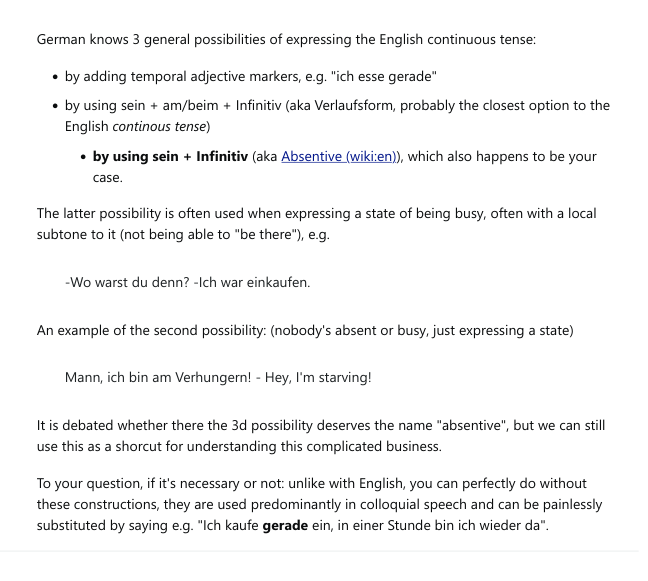 German knows 3 general possibilities of expressing the English continuous tense:
• by adding temporal adjective markers, e.g. "ich esse gerade"
• by using sein + am/beim + Infinitiv (aka Verlaufsform, probably the closest option to the
English continous tense)
• by using sein + Infinitiv (aka Absentive (wiki:en)), which also happens to be your
case.
The latter possibility is often used when expressing a state of being busy, often with a local
subtone to it (not being able to "be there"), e.g.
-Wo warst du denn? -Ich war einkaufen.
An example of the second possibility: (nobody's absent or busy, just expressing a state)
Mann, ich bin am Verhungern! - Hey, I'm starving!
It is debated whether there the 3d possibility deserves the name "absentive", but we can still
use this as a shorcut for understanding this complicated business.
To your question, if it's necessary or not: unlike with English, you can perfectly do without
these constructions, they are used predominantly in colloquial speech and can be painlessly
substituted by saying e.g. "Ich kaufe gerade ein, in einer Stunde bin ich wieder da".